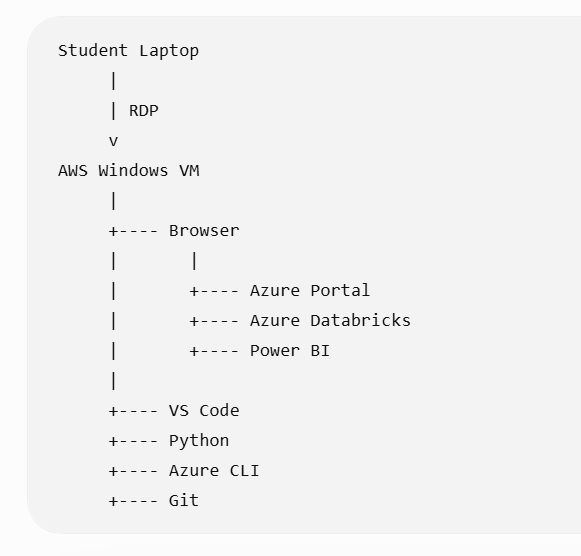 Student Laptop
     |
     | RDP
     v
AWS Windows VM
     |
     +---- Browser
     |       |
     |       +---- Azure Portal
     |       +---- Azure Databricks
     |       +---- Power BI
     |
     +---- VS Code
     +---- Python
     +---- Azure CLI
     +---- Git